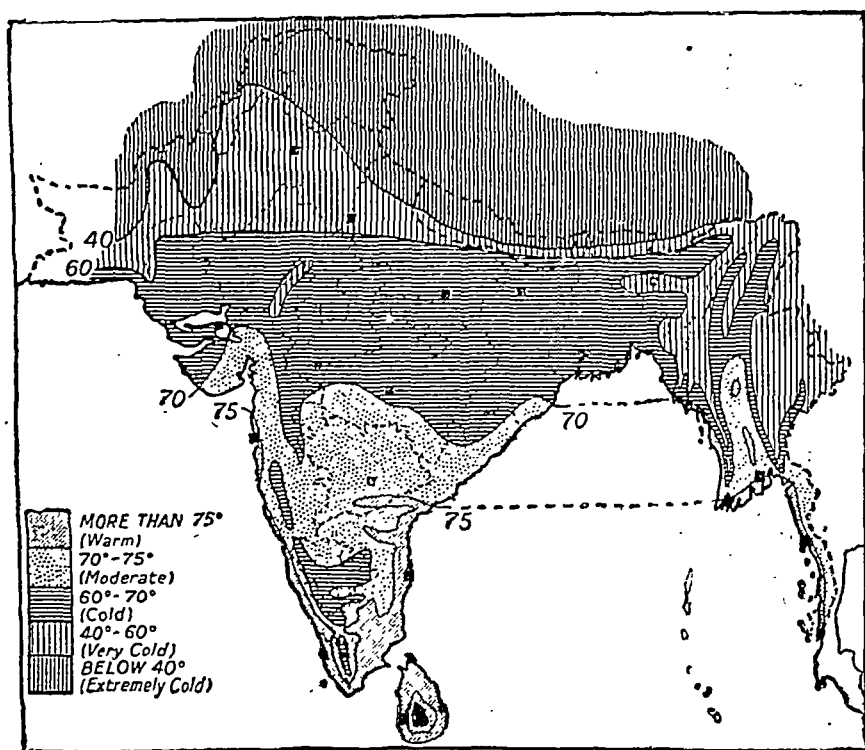 40
60
70
75
70
75
MORE THAN 75°
(Warm)
70°-75°
(Moderate)
60°-70°
(Cold)
40°-60°
(Very Cold)
BELOW 40°
(Extremely Cold)